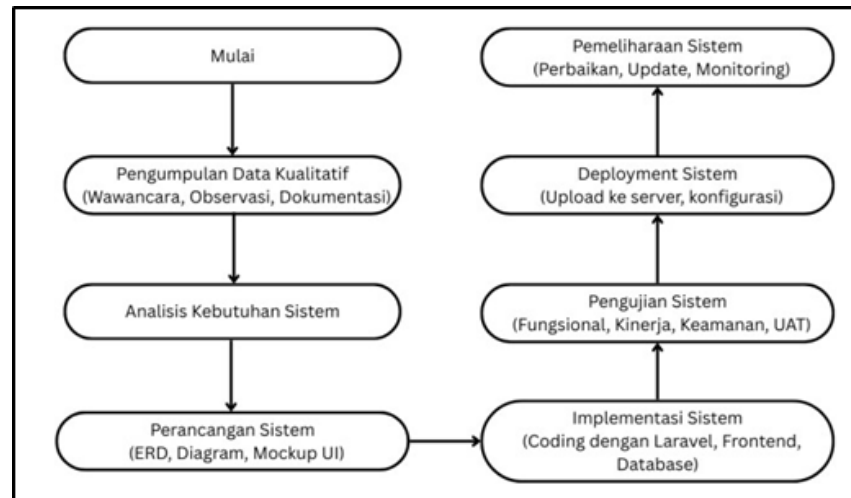 Mulai
Pengumpulan Data Kualitatif
(Wawancara, Observasi, Dokumentasi)
Analisis Kebutuhan Sistem
Perancangan Sistem
(ERD, Diagram, Mockup UI)
Implementasi Sistem
(Coding dengan Laravel, Frontend,
Database)
Pengujian Sistem
(Fungsional, Kinerja, Keamanan, UAT)
Deployment Sistem
(Upload ke server, konfigurasi)
Pemeliharaan Sistem
(Perbaikan, Update, Monitoring)